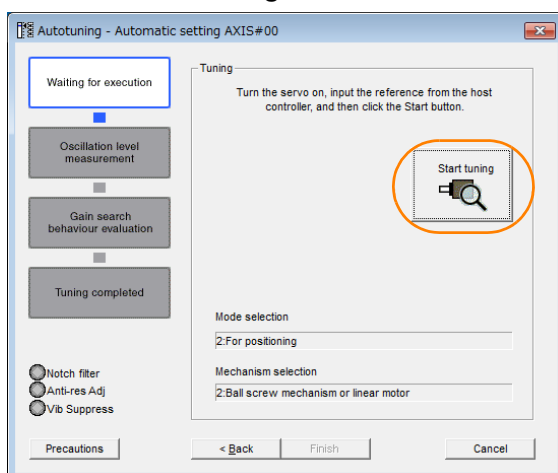 Autotuning - Automatic setting AXIS#00
Waiting for execution
Oscillation level
measurement
Gain search
behaviour evaluation
Tuning completed
Notch filter
Anti-res Adj
Vib Suppress
Tuning
Turn the servo on, input the reference from the host
controller, and then click the Start button.
Start tuning
Mode selection
2:For positioning
Mechanism selection
2:Ball screw mechanism or linear motor
Precautions
< Back
Finish
Cancel